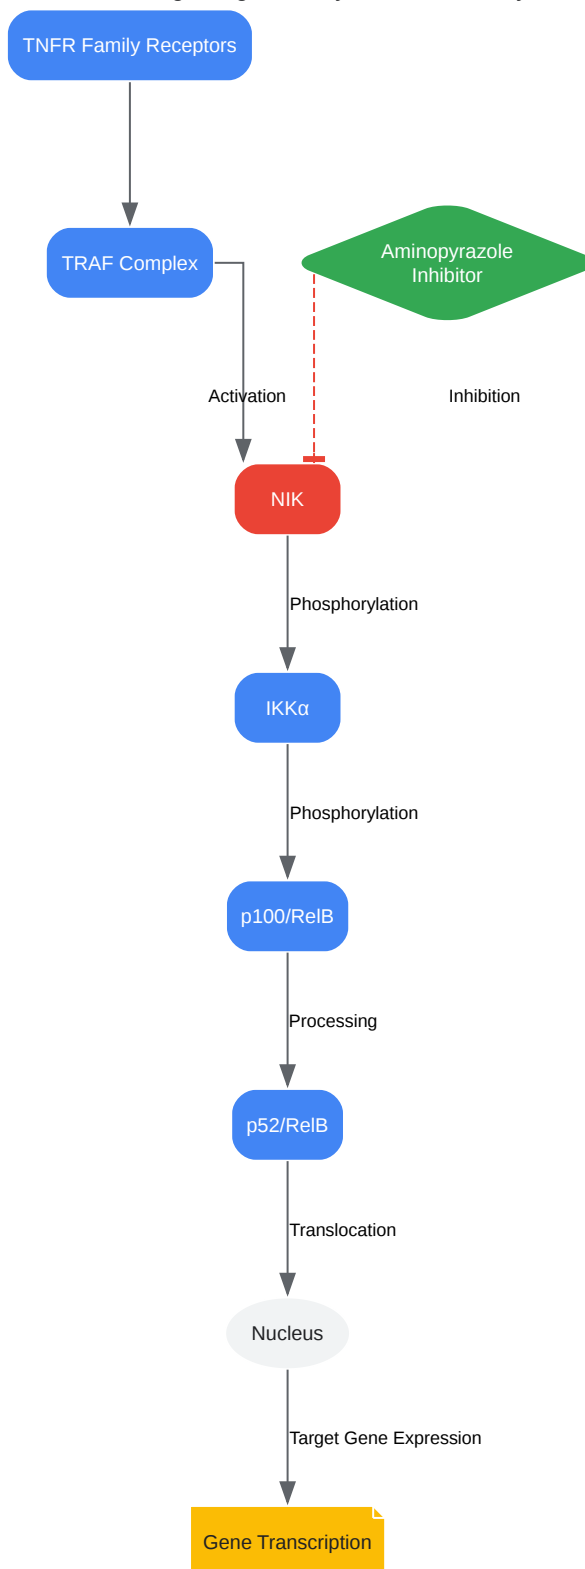 TNFR Family Receptors
TRAF Complex
Aminopyrazole
Inhibitor
Activation
Inhibition
NIK
Phosphorylation
IKKα
Phosphorylation
p100/RelB
Processing
p52/RelB
Translocation
Nucleus
Target Gene Expression
Gene Transcription